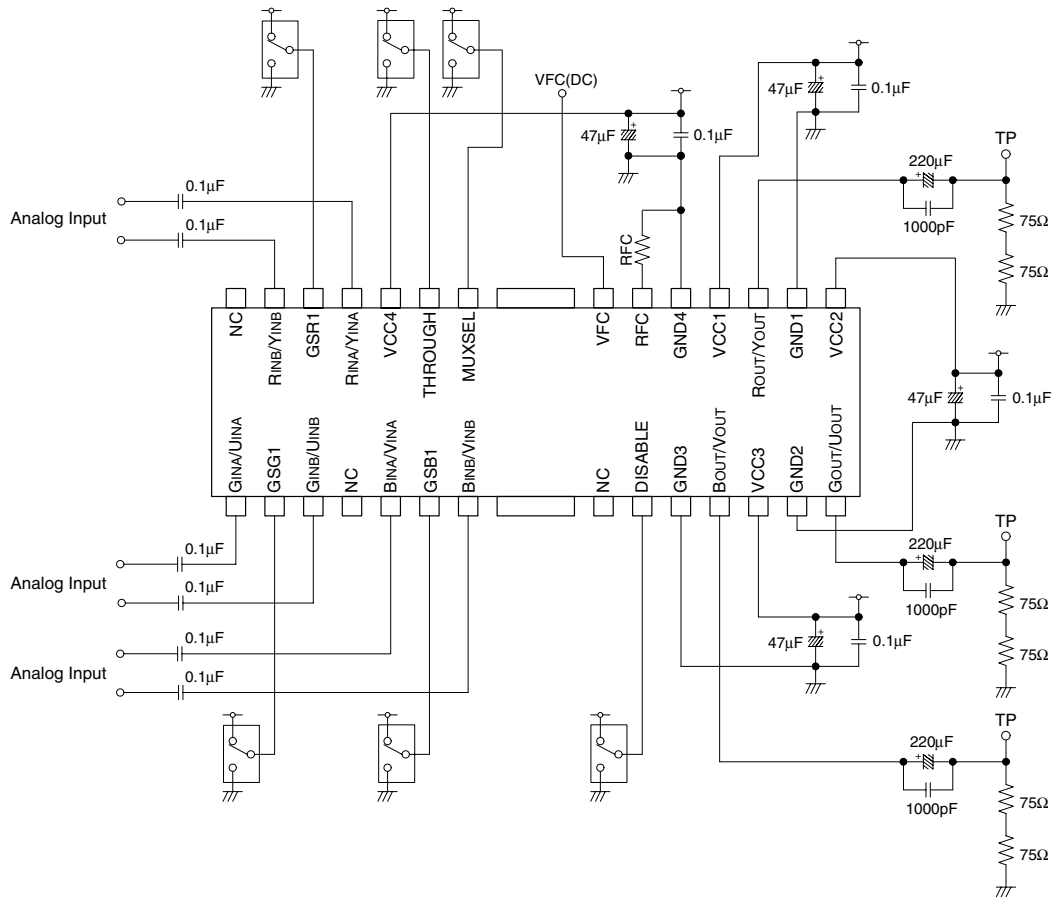 VFC(DC)
47µF
0.1µF
47µF
0.1µF
TP
220µF
1000pF
75Ω
75Ω
0.1µF
Analog Input
0.1µF
RFC
NC
RINB/YINB
GSR1
RINA/YINA
VCC4
THROUGH
MUXSEL
VFC
RFC
GND4
VCC1
ROUT/YOUT
GND1
VCC2
47µF
0.1µF
GINA/UINA
GSG1
GINB/UINB
NC
BINA/VINA
GSB1
BINB/VINB
NC
DISABLE
GND3
BOUT/VOUT
VCC3
GND2
GOUT/UOUT
0.1µF
Analog Input
0.1µF
0.1µF
Analog Input
0.1µF
TP
220µF
1000pF
75Ω
75Ω
47µF
0.1µF
TP
220µF
1000pF
75Ω
75Ω